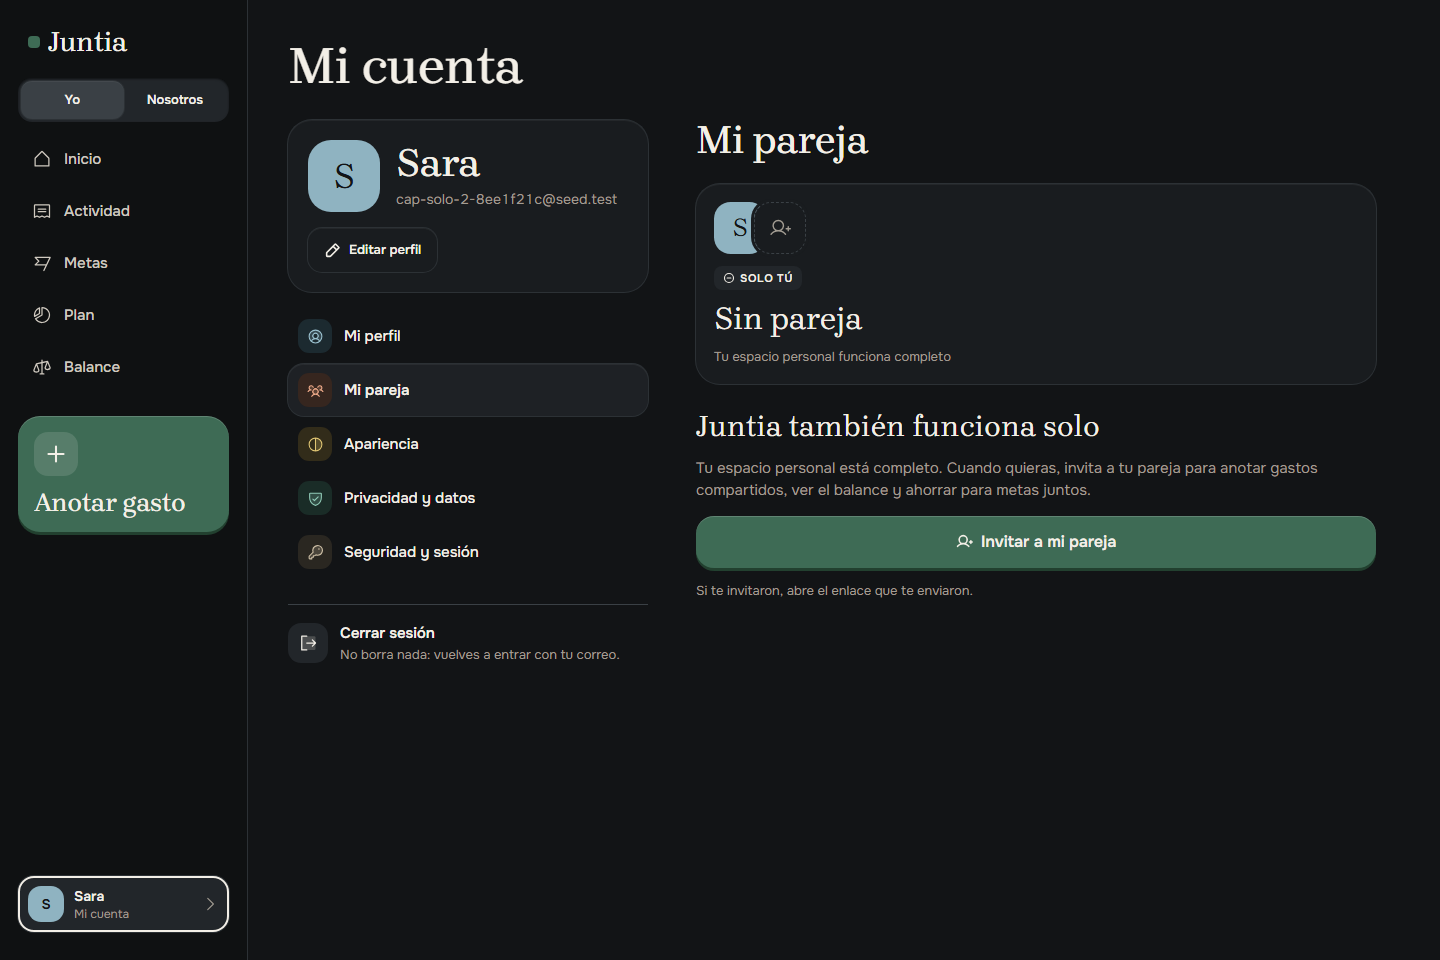 Juntia
Yo
Nosotros
Inicio
Actividad
Metas
Plan
Balance
Anotar gasto
S
Sara
Mi cuenta
Mi cuenta
S
Sara
cap-solo-2-8ee1f21c@seed.test
Editar perfil
Mi perfil
Mi pareja
Apariencia
Privacidad y datos
Seguridad y sesión
Cerrar sesión
No borra nada: vuelves a entrar con tu correo.
Mi pareja
S
SOLO TÚ
Sin pareja
Tu espacio personal funciona completo
Juntia también funciona solo
Tu espacio personal está completo. Cuando quieras, invita a tu pareja para anotar gastos
compartidos, ver el balance y ahorrar para metas juntos.
Invitar a mi pareja
Si te invitaron, abre el enlace que te enviaron.